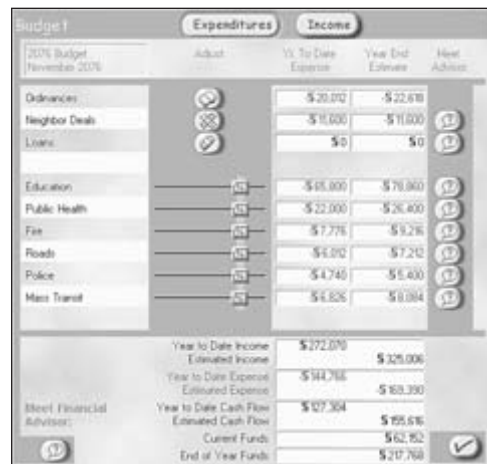 Budget Expenditures Income
2076 Budget Adjust Yr. To Date Year End Meet
November 2076 Expense Estimate Advisor
Ordinances -$20,012 -$22,618
Neighbor Deals -$11,600 -$11,600
Loans $0 $0
Education -$65,800 -$78,960
Public Health -$22,000 -$26,400
Fire -$7,776 -$9,216
Roads -$6,012 -$7,212
Police -$4,740 -$5,400
Mass Transit -$6,826 -$8,084
Year to Date Income $272,070
Estimated Income $325,006
Year to Date Expense -$144,766
Estimated Expense -$169,390
Meet Financial Year to Date Cash Flow $127,304
Advisor: Estimated Cash Flow $155,616
Current Funds $62,152
End of Year Funds $217,768